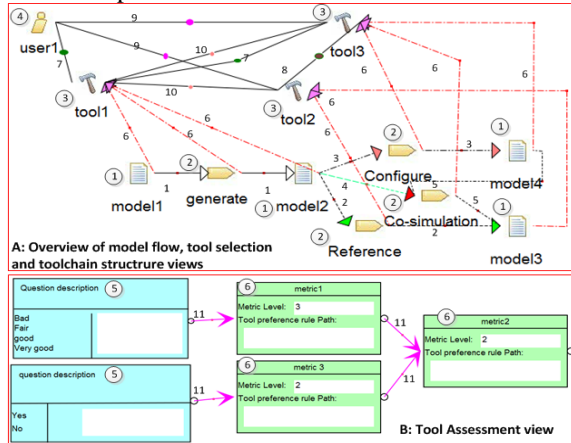 4
9
3
user1
10
tool3
7
7
9
6
6
3
8
3
6
10
tool1
tool2
6
6
6
6
1
2
1
2
3
3
1
1
4
5
model1
generate
1
model2
2
Configure
2
5
model4
1
2
Co-simulation
2
Reference
model3
A: Overview of model flow, tool selection
and toolchain structrure views
Question description 5
Bad
Fair
good
Very good
11
6
metric1
Metric Level: 3
Tool preference rule Path:
11
6
metric2
Metric Level: 2
Tool preference rule Path:
question description 5
Yes
No
11
6
metric 3
Metric Level: 2
Tool preference rule Path:
11
B: Tool Assessment view